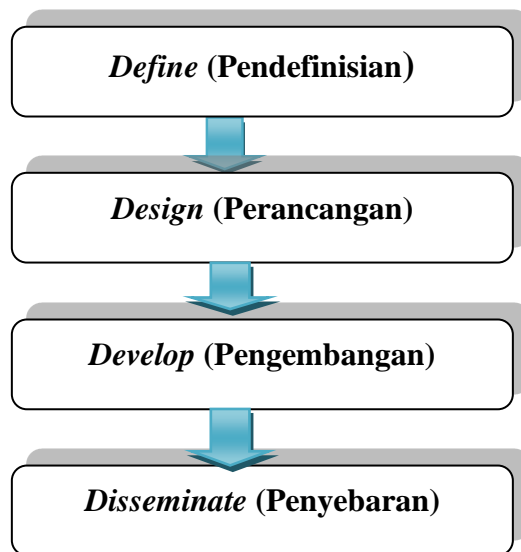 Define (Pendefinisian)
Design (Perancangan)
Develop (Pengembangan)
Disseminate (Penyebaran)